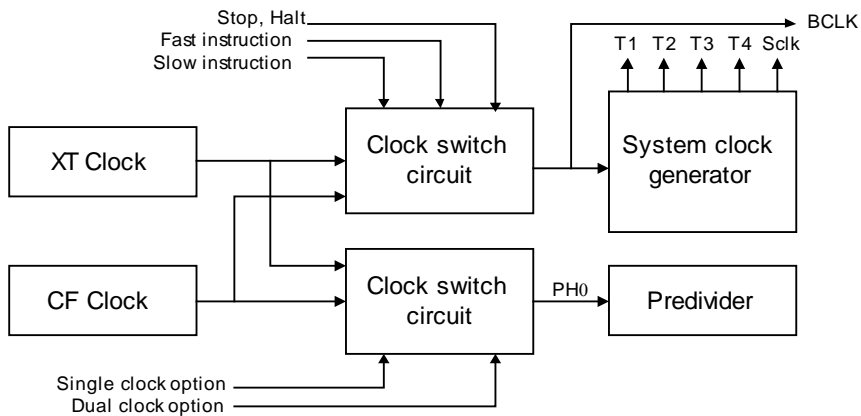 Stop, Halt
Fast instruction
Slow instruction
BCLK
T1 T2 T3 T4 Sclk
XT Clock
Clock switch
circuit
System clock
generator
CF Clock
Clock switch
circuit
PH0
Predivider
Single clock option
Dual clock option